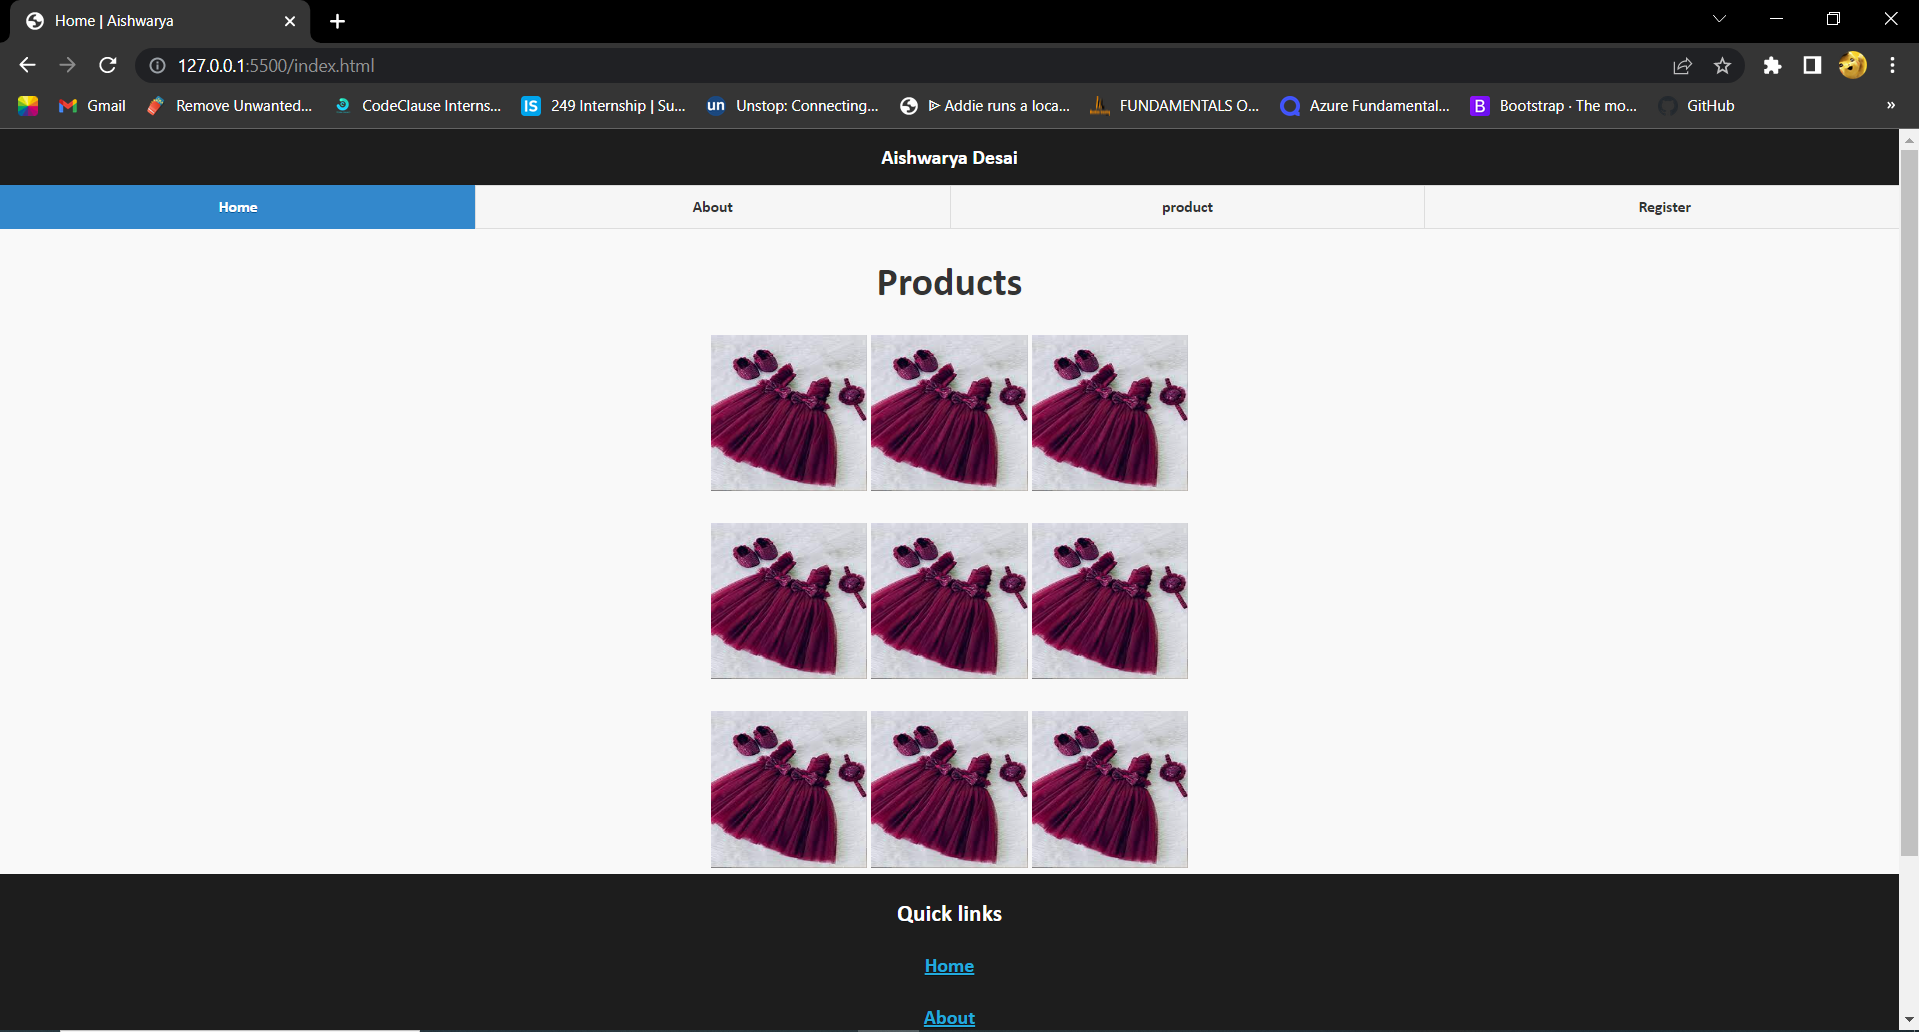 Home | Aishwarya
127.0.0.1:5500/index.html
Gmail Remove Unwanted... CodeClause Interns... IS 249 Internship | Su... un Unstop: Connecting... ᐅ Addie runs a loca... FUNDAMENTALS O... Azure Fundamental... B Bootstrap · The mo... GitHub »
Aishwarya Desai
Home About product Register
Products
Quick links
Home
About